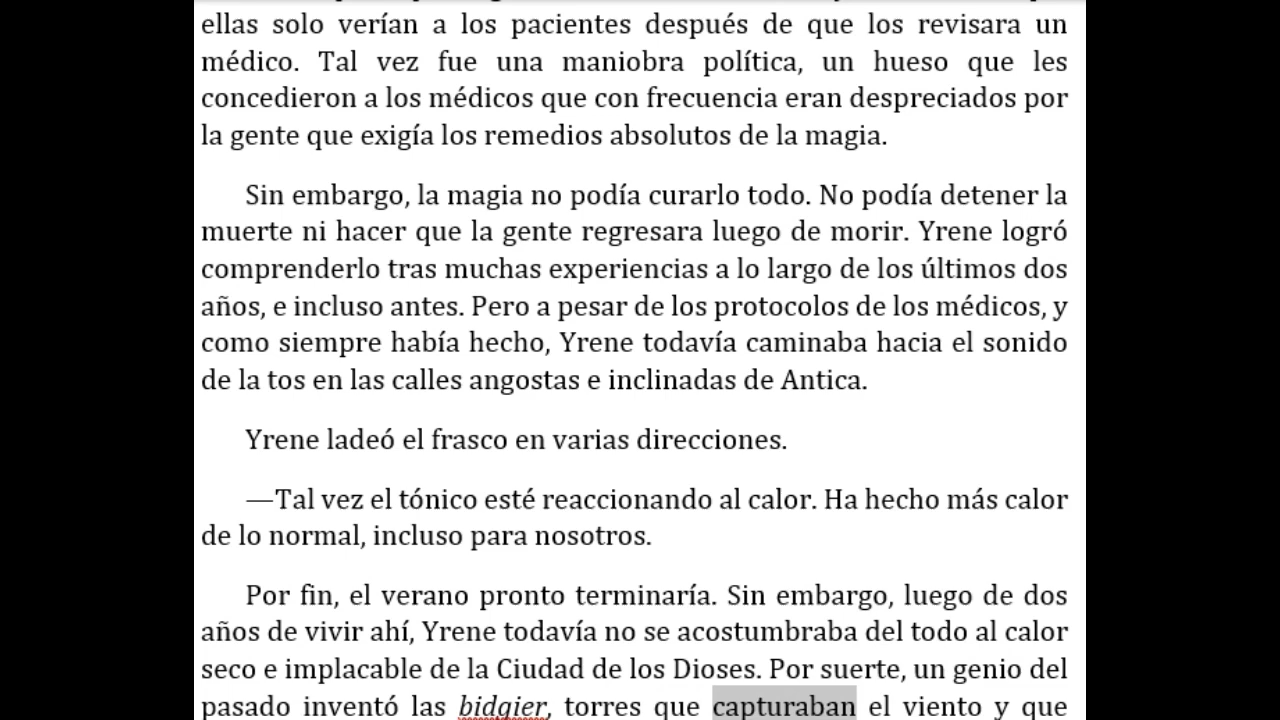 ellas solo verían a los pacientes después de que los revisara un
médico. Tal vez fue una maniobra política, un hueso que les
concedieron a los médicos que con frecuencia eran despreciados por
la gente que exigía los remedios absolutos de la magia.
Sin embargo, la magia no podía curarlo todo. No podía detener la
muerte ni hacer que la gente regresara luego de morir. Yrene logró
comprenderlo tras muchas experiencias a lo largo de los últimos dos
años, e incluso antes. Pero a pesar de los protocolos de los médicos, y
como siempre había hecho, Yrene todavía caminaba hacia el sonido
de la tos en las calles angostas e inclinadas de Antica.
Yrene ladeó el frasco en varias direcciones.
—Tal vez el tónico esté reaccionando al calor. Ha hecho más calor
de lo normal, incluso para nosotros.
Por fin, el verano pronto terminaría. Sin embargo, luego de dos
años de vivir ahí, Yrene todavía no se acostumbraba del todo al calor
seco e implacable de la Ciudad de los Dioses. Por suerte, un genio del
pasado inventó las bidgier, torres que capturaban el viento y que